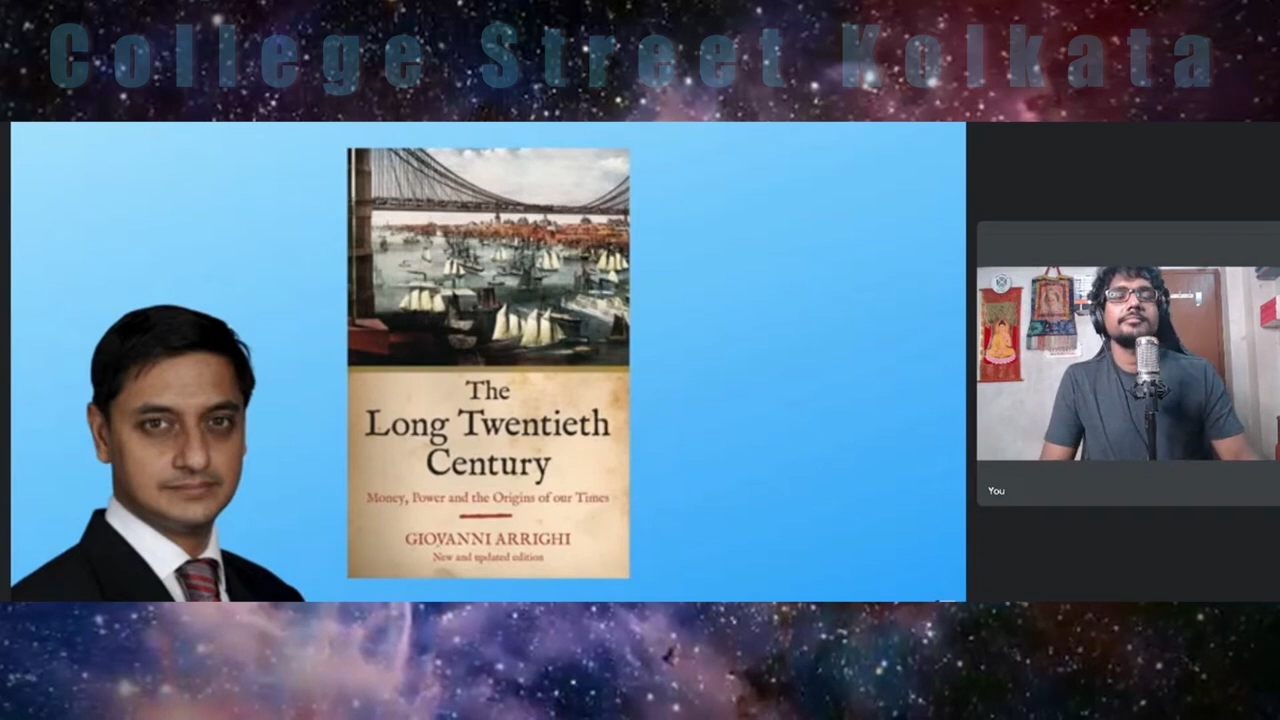 College Street Kolkata
The
Long Twentieth
Century
Money, Power and the Origins of our Times
GIOVANNI ARRIGHI
New and updated edition
You